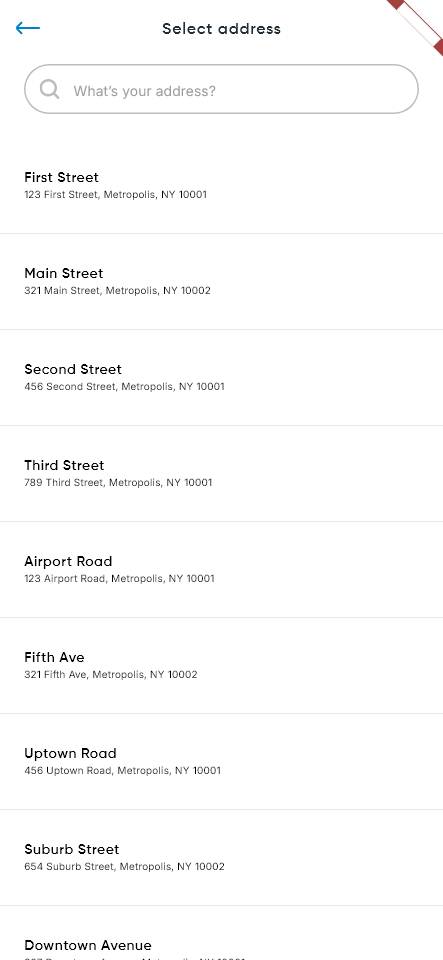 Select address
What's your address?
First Street
123 First Street, Metropolis, NY 10001
Main Street
321 Main Street, Metropolis, NY 10002
Second Street
456 Second Street, Metropolis, NY 10001
Third Street
789 Third Street, Metropolis, NY 10001
Airport Road
123 Airport Road, Metropolis, NY 10001
Fifth Ave
321 Fifth Ave, Metropolis, NY 10002
Uptown Road
456 Uptown Road, Metropolis, NY 10001
Suburb Street
654 Suburb Street, Metropolis, NY 10002
Downtown Avenue